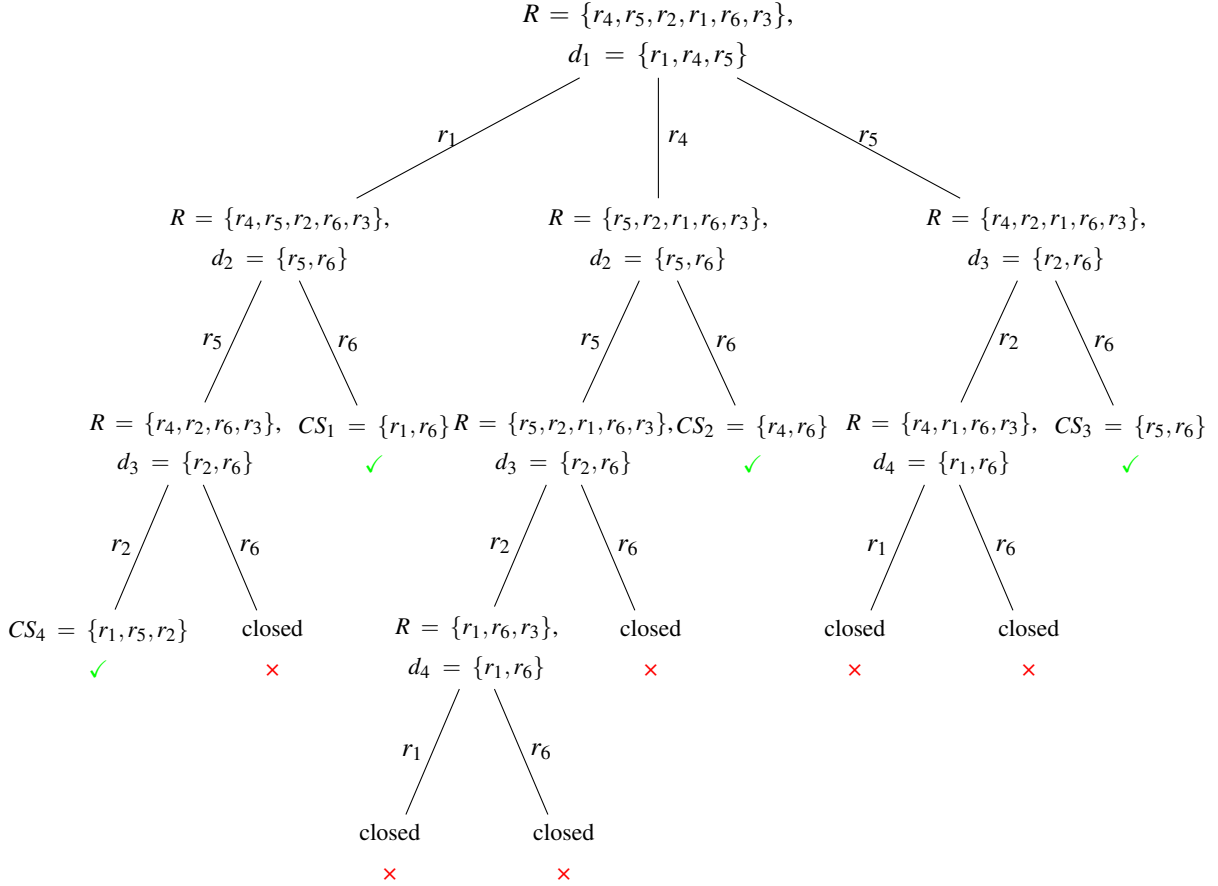 R = {r4, r5, r2, r1, r6, r3},
d1 = {r1, r4, r5}
r1
r4
r5
R = {r4, r5, r2, r6, r3},
d2 = {r5, r6}
R = {r5, r2, r1, r6, r3},
d2 = {r5, r6}
R = {r4, r2, r1, r6, r3},
d3 = {r2, r6}
r5
r6
r5
r6
r2
r6
R = {r4, r2, r6, r3},
d3 = {r2, r6}
CS1 = {r1, r6}
✓
R = {r5, r2, r1, r6, r3},
d3 = {r2, r6}
CS2 = {r4, r6}
✓
R = {r4, r1, r6, r3},
d4 = {r1, r6}
CS3 = {r5, r6}
✓
r2
r6
r2
r6
r1
r6
CS4 = {r1, r5, r2}
✓
closed
×
R = {r1, r6, r3},
d4 = {r1, r6}
closed
×
closed
×
closed
×
r1
r6
closed
×
closed
×